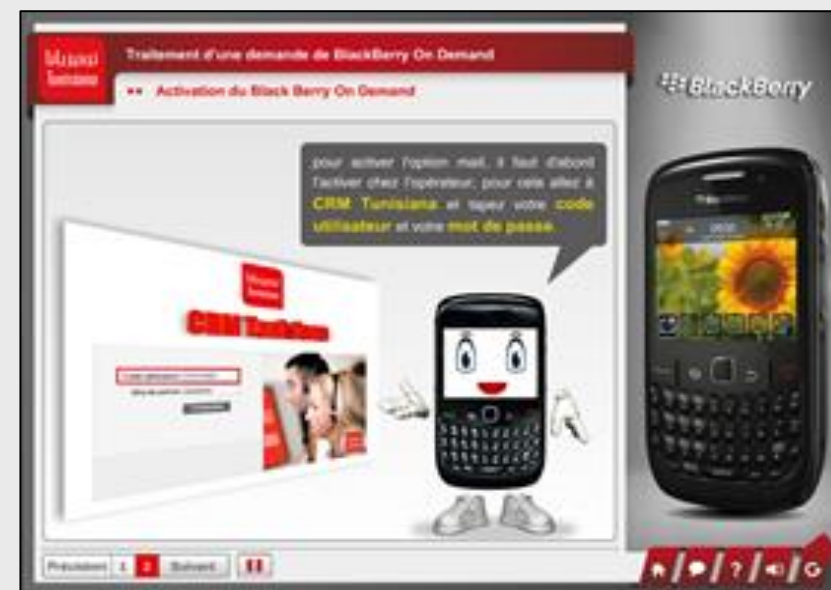 تونيزيانا
Tunisiana
Traitement d'une demande de BlackBerry On Demand
Activation du Black Berry On Demand
BlackBerry
pour activer l'option mail, il faut d'abord
l'activer chez l'opérateur, pour cela allez à
CRM Tunisiana et tapez votre code
utilisateur et votre mot de passe.
Tunisiana
CRM Tunisiana
Précédent 1 2 Suivant
?